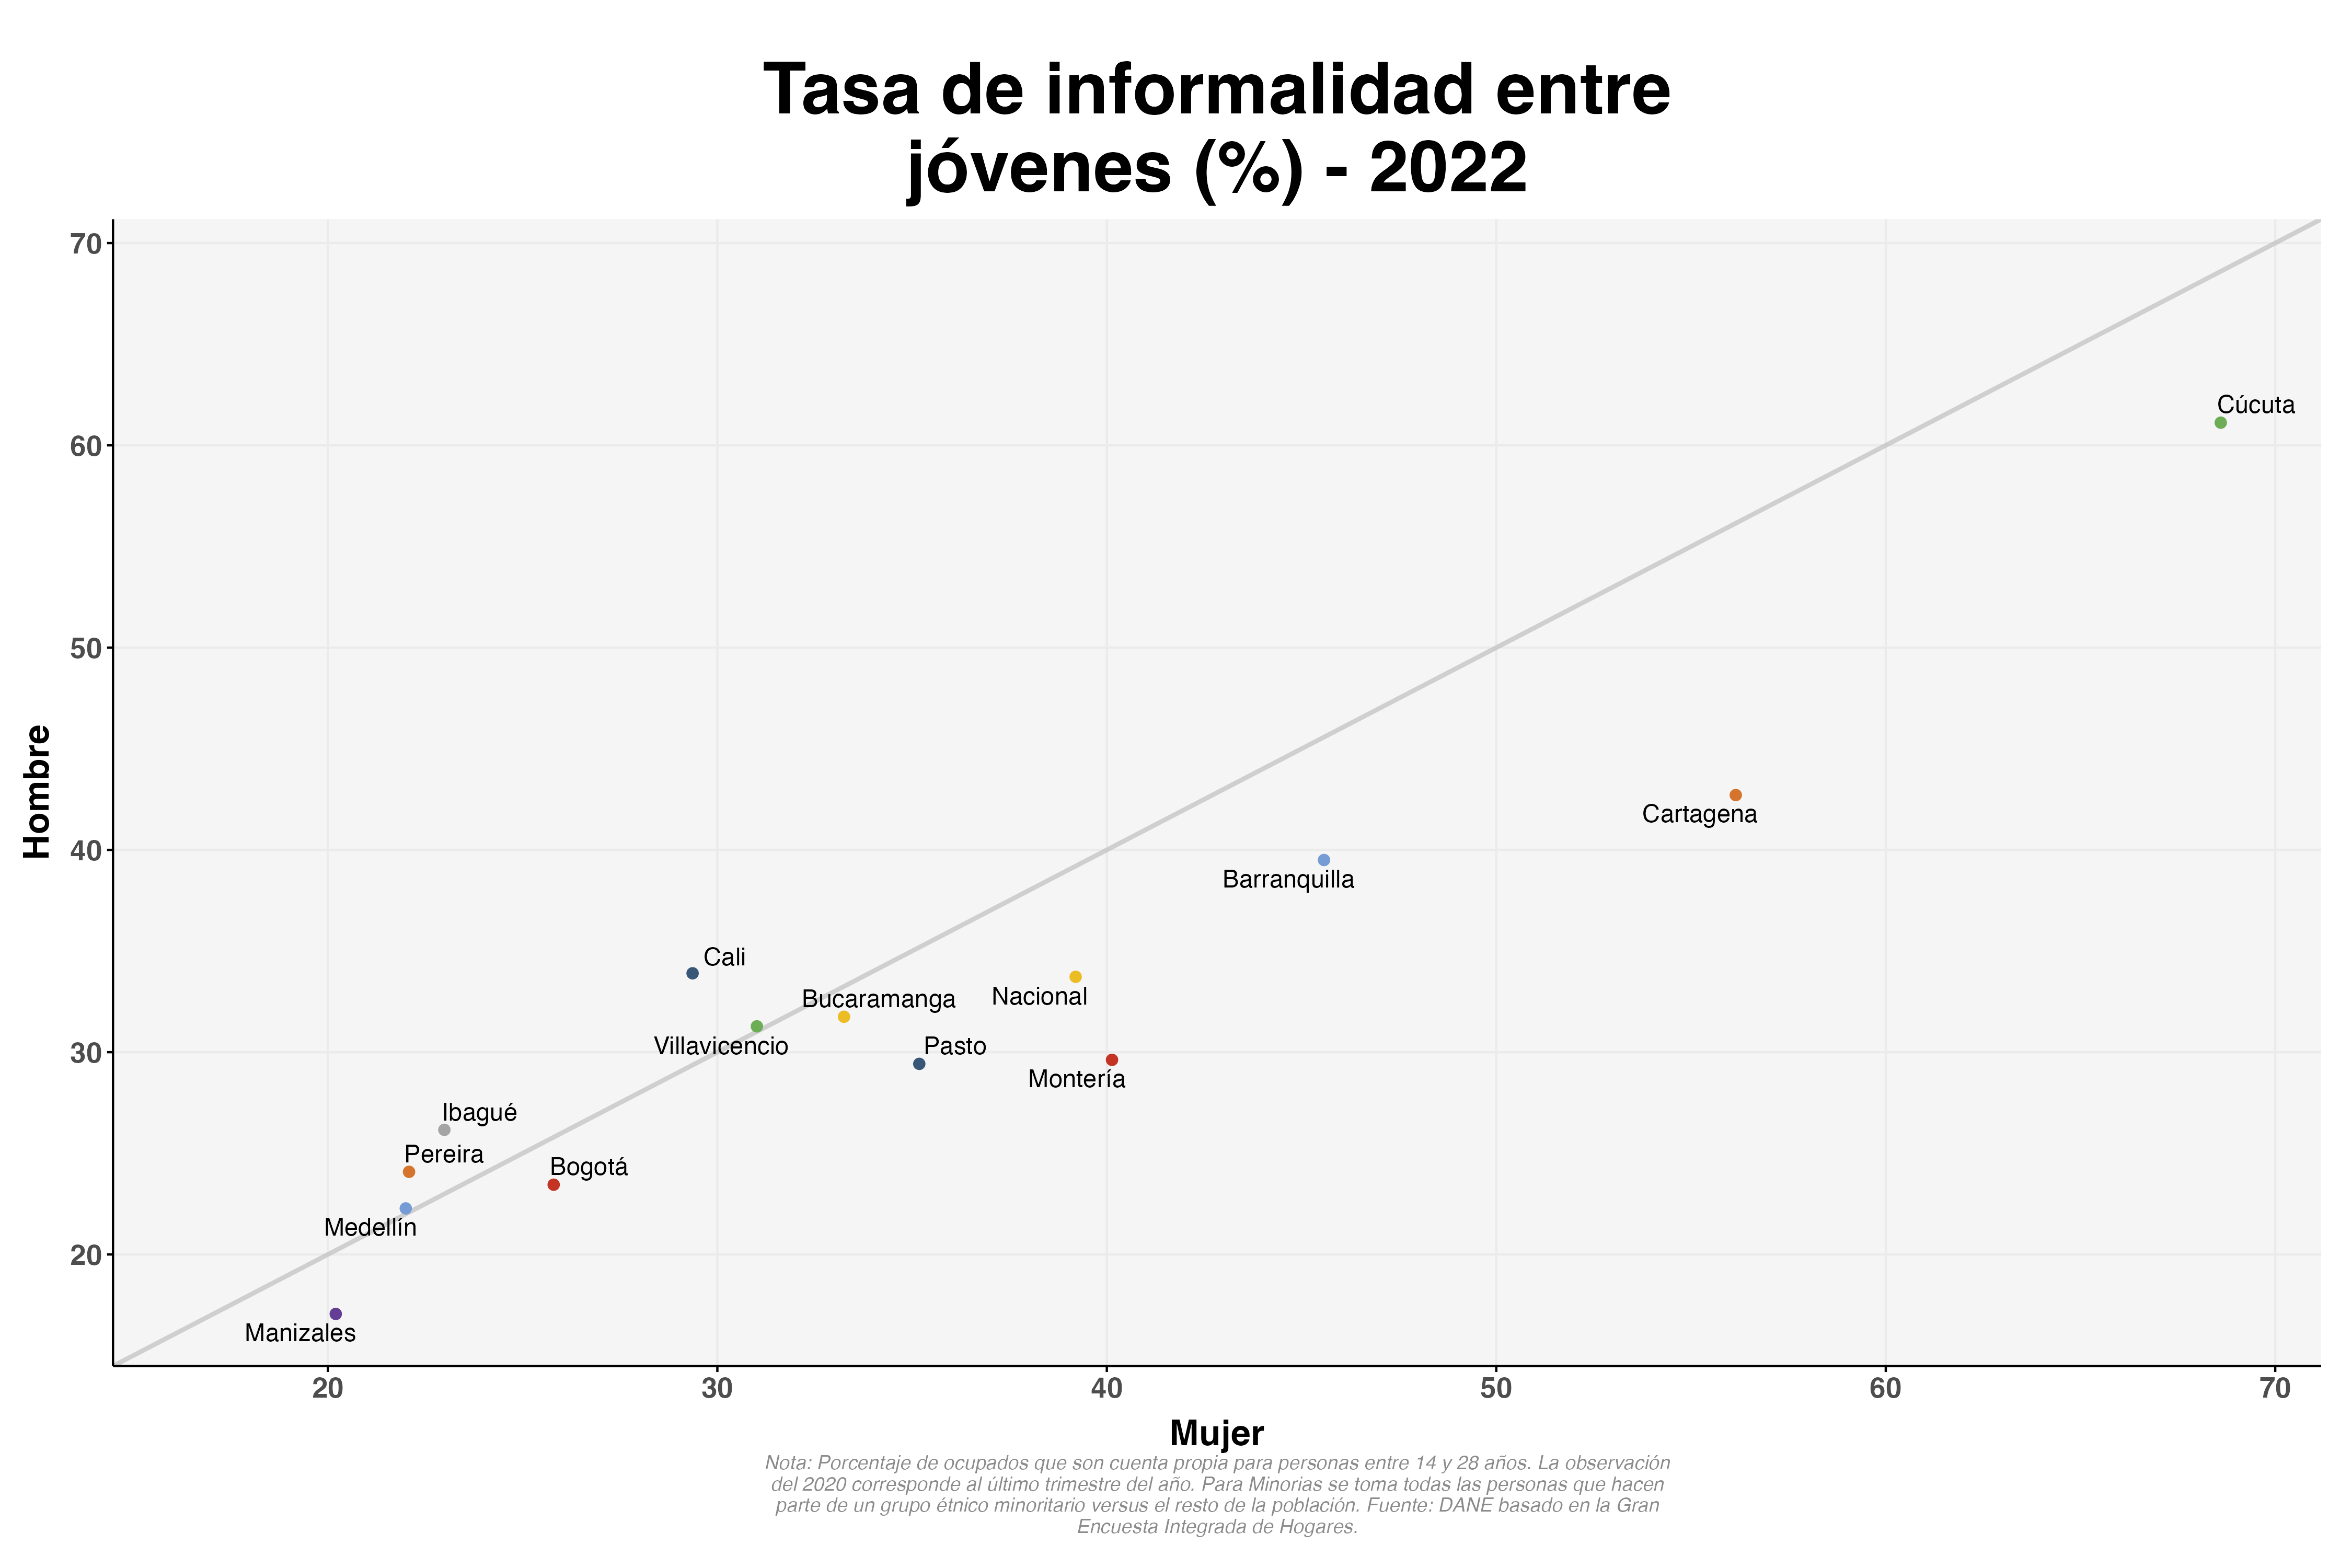 Tasa de informalidad entre
jóvenes (%) - 2022
70
60
50
40
30
20
Hombre
Cúcuta
Cartagena
Barranquilla
Cali
Bucaramanga
Nacional
Villavicencio
Pasto
Montería
Ibagué
Pereira
Bogotá
Medellín
Manizales
20 30 40 50 60 70
Mujer
Nota: Porcentaje de ocupados que son cuenta propia para personas entre 14 y 28 años. La observación
del 2020 corresponde al último trimestre del año. Para Minorias se toma todas las personas que hacen
parte de un grupo étnico minoritario versus el resto de la población. Fuente: DANE basado en la Gran
Encuesta Integrada de Hogares.